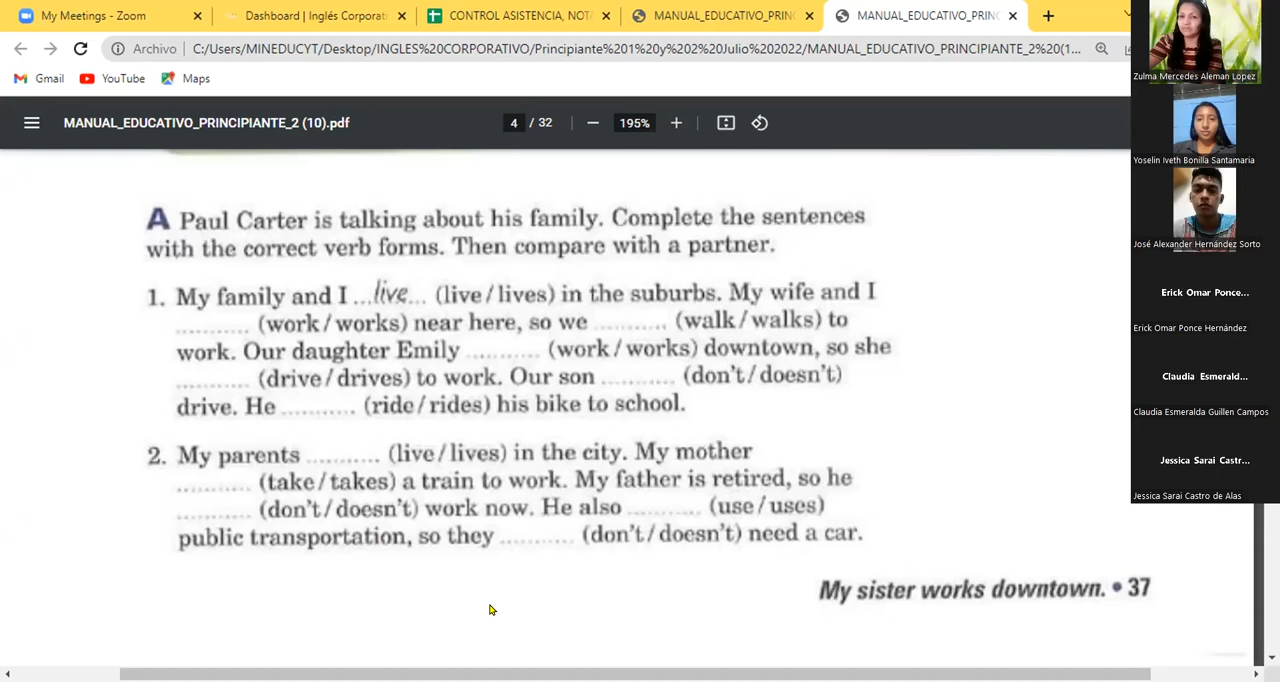 My Meetings - Zoom
Dashboard | Inglés Corporati
CONTROL ASISTENCIA, NOTA
MANUAL_EDUCATIVO_PRINC
MANUAL_EDUCATIVO_PRINC
Archivo
C:/Users/MINEDUCYT/Desktop/INGLES%20CORPORATIVO/Principiante%201%20y%202%20Julio%202022/MANUAL_EDUCATIVO_PRINCIPIANTE_2%20(1...
Gmail
YouTube
Maps
MANUAL_EDUCATIVO_PRINCIPIANTE_2 (10).pdf
4 / 32
195%
A Paul Carter is talking about his family. Complete the sentences
with the correct verb forms. Then compare with a partner.
1. My family and I ...live... (live/lives) in the suburbs. My wife and I
.......... (work/works) near here, so we .......... (walk/walks) to
work. Our daughter Emily .......... (work/works) downtown, so she
.......... (drive/drives) to work. Our son .......... (don't/doesn't)
drive. He .......... (ride/rides) his bike to school.
2. My parents .......... (live/lives) in the city. My mother
.......... (take/takes) a train to work. My father is retired, so he
.......... (don't/doesn't) work now. He also .......... (use/uses)
public transportation, so they .......... (don't/doesn't) need a car.
My sister works downtown. • 37
Zulma Mercedes Aleman Lopez
Yoselin Iveth Bonilla Santamaria
José Alexander Hernández Sorto
Erick Omar Ponce...
Erick Omar Ponce Hernández
Claudia Esmerald...
Claudia Esmeralda Guillen Campos
Jessica Sarai Castr...
Jessica Sarai Castro de Alas